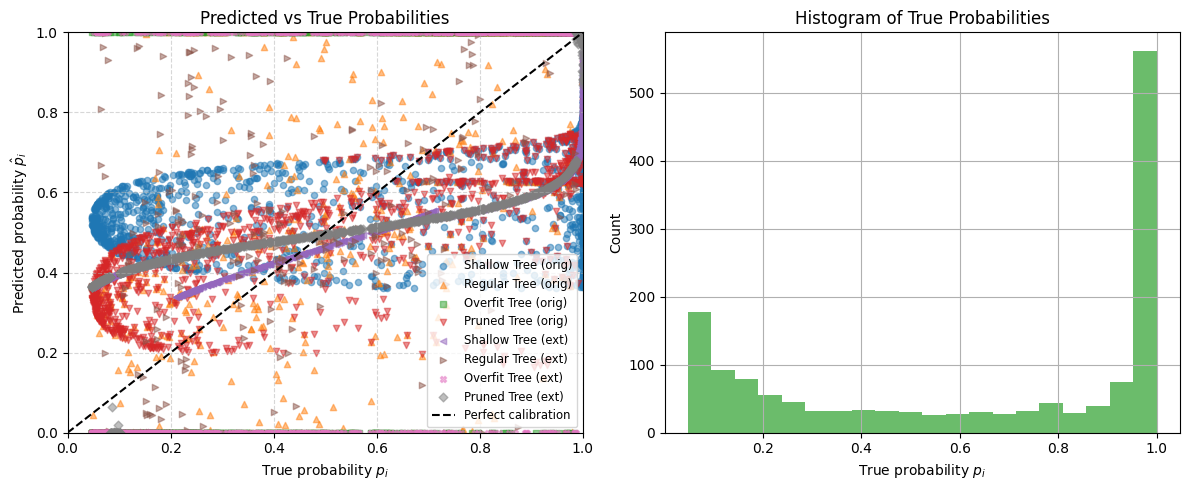 Predicted vs True Probabilities
1.0
0.8
0.6
0.4
0.2
0.0
Predicted probability p̂ᵢ
Shallow Tree (orig)
Regular Tree (orig)
Overfit Tree (orig)
Pruned Tree (orig)
Shallow Tree (ext)
Regular Tree (ext)
Overfit Tree (ext)
Pruned Tree (ext)
Perfect calibration
0.0 0.2 0.4 0.6 0.8 1.0
True probability pᵢ
Histogram of True Probabilities
500
400
300
200
100
0
Count
0.2 0.4 0.6 0.8 1.0
True probability pᵢ